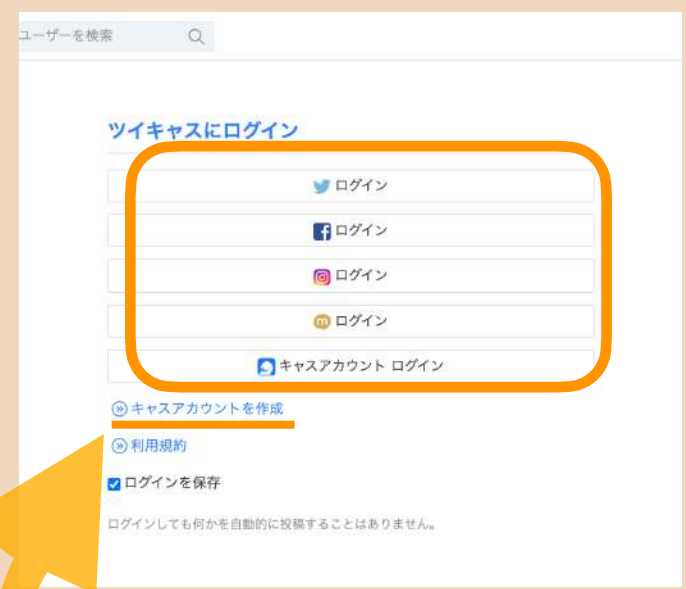 ユーザーを検索
ツイキャスにログイン
ログイン
ログイン
ログイン
ログイン
キャスアカウント ログイン
キャスアカウントを作成
利用規約
ログインを保存
ログインしても何かを自動的に投稿することはありません。